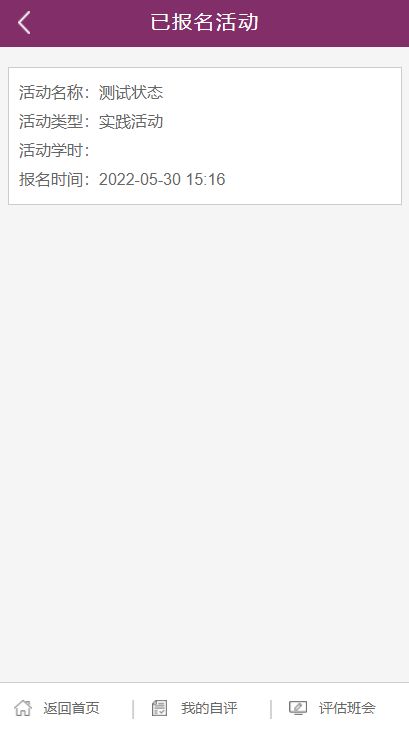 已报名活动
活动名称：测试状态
活动类型：实践活动
活动学时：
报名时间：2022-05-30 15:16
返回首页 | 我的自评 | 评估班会